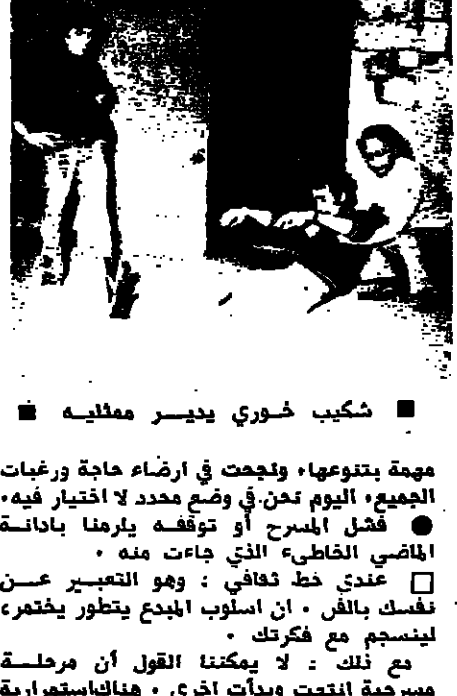 ■ شكيب خوري يدير ممثليه ■
مهمة بتنوعها، ونجحت في ارضاء حاجة ورغبات
الجميع، اليوم نحن في وضع محدد لا اختيار فيه،
● فشل المسرح أو توقفه يلزمنا بادانة
الماضي الخاطىء الذي جاءت منه .
□ عندي خط ثقافي : وهو التعبير عن
نفسك بالفن . ان اسلوب المبدع يتطور يختمر،
لينسجم مع فكرتك .
مع ذلك : لا يمكننا القول أن مرحلة
مسرحية انتهت وبدأت اخرى . هناك استمرارية